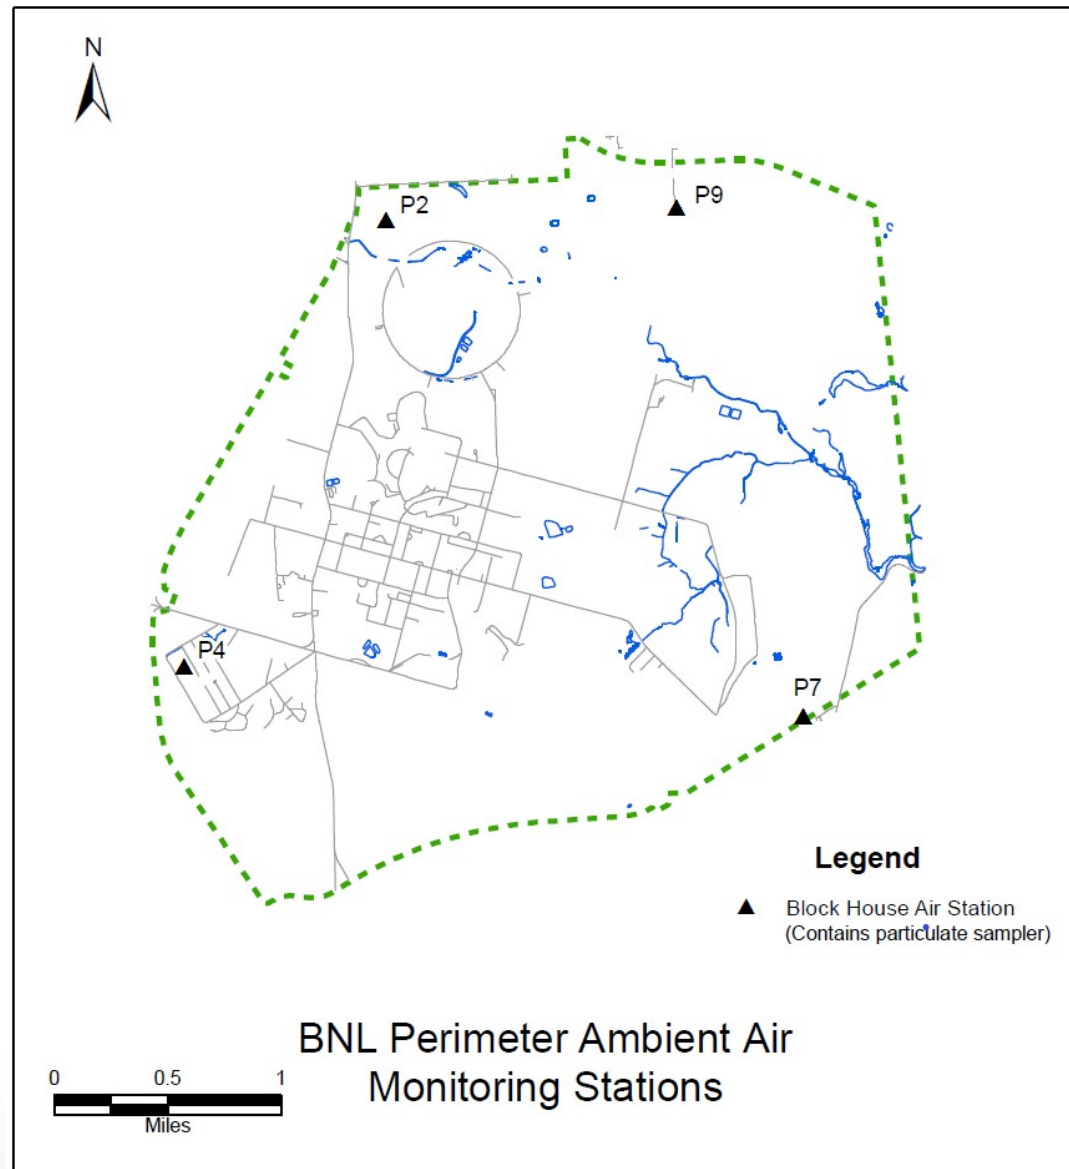 N
P2
P9
P4
P7
Legend
Block House Air Station
(Contains particulate sampler)
BNL Perimeter Ambient Air
Monitoring Stations
0 0.5 1
Miles